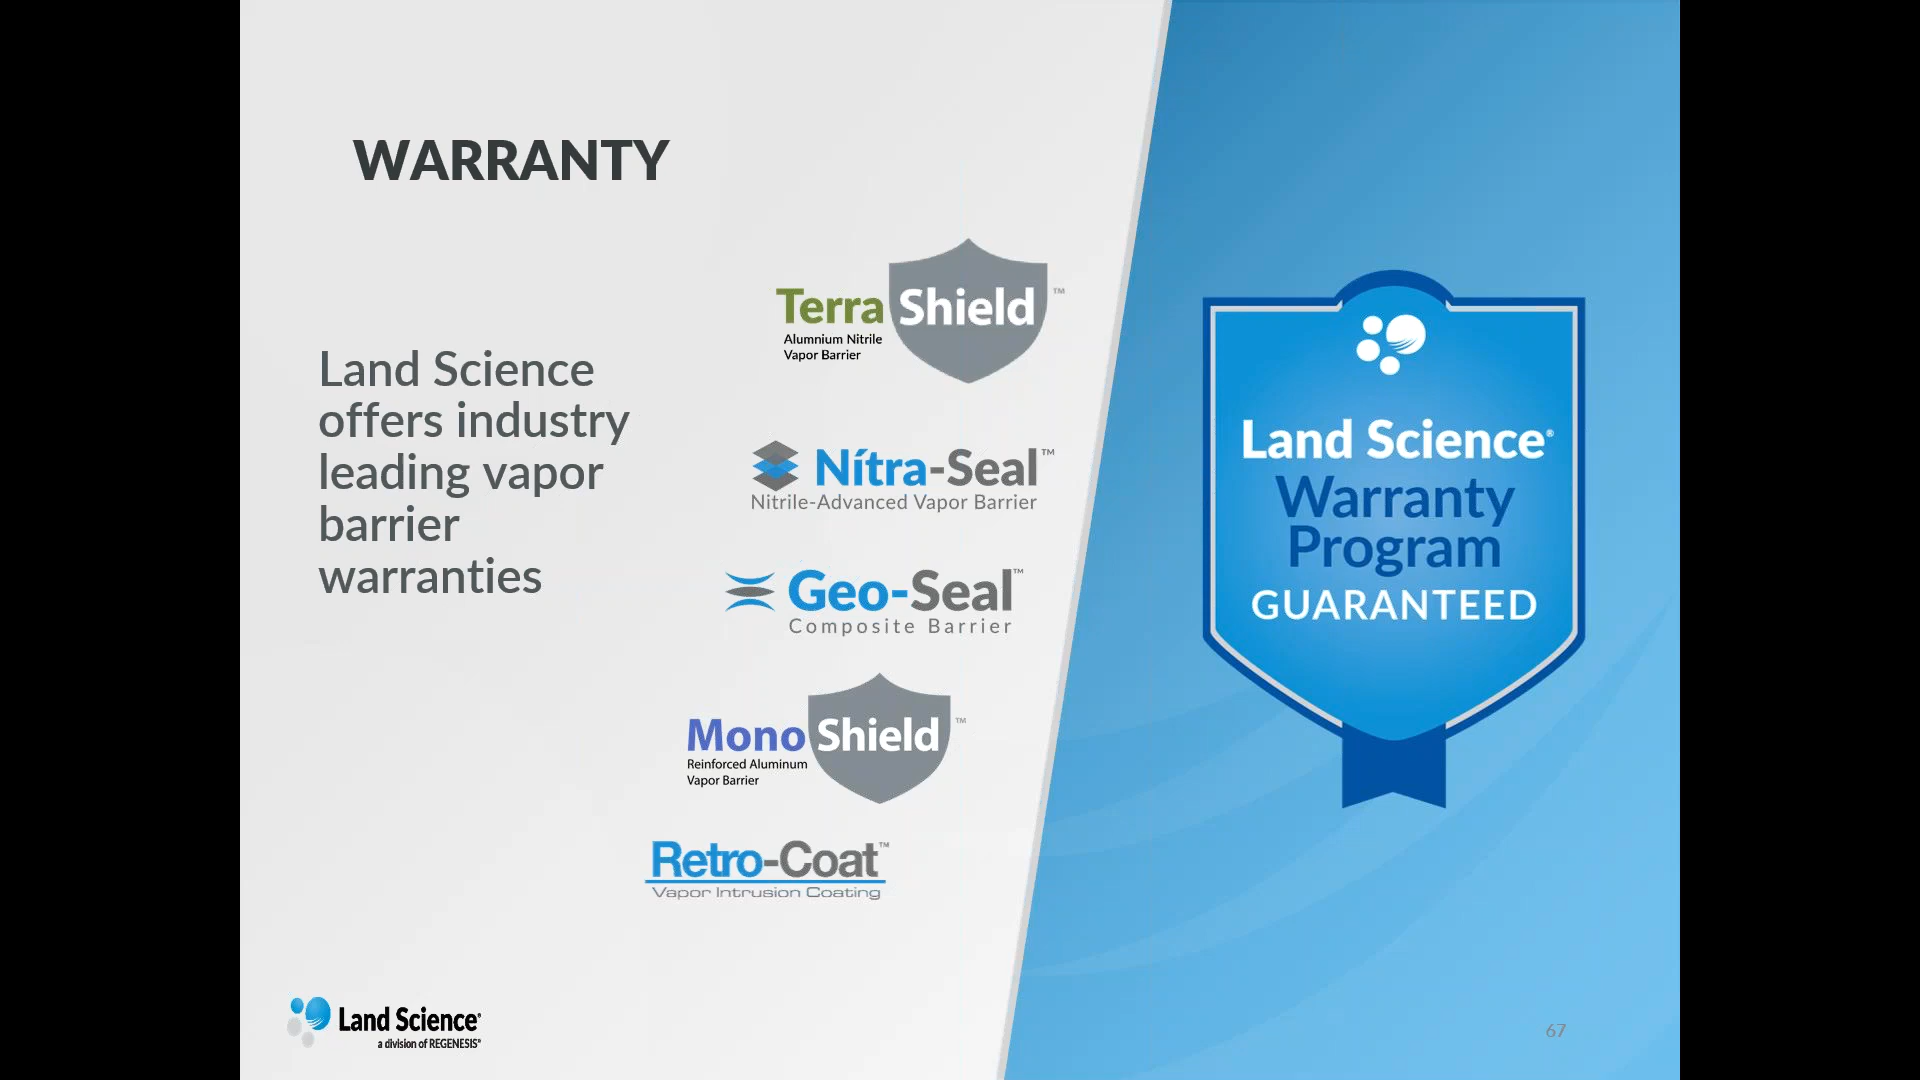 WARRANTY
Land Science
offers industry
leading vapor
barrier
warranties
Terra Shield™
Alumnium Nitrile
Vapor Barrier
Nítra-Seal™
Nitrile-Advanced Vapor Barrier
Geo-Seal™
Composite Barrier
Mono Shield™
Reinforced Aluminum
Vapor Barrier
Retro-Coat™
Vapor Intrusion Coating
Land Science®
Warranty
Program
GUARANTEED
Land Science®
a division of REGENESIS®
67